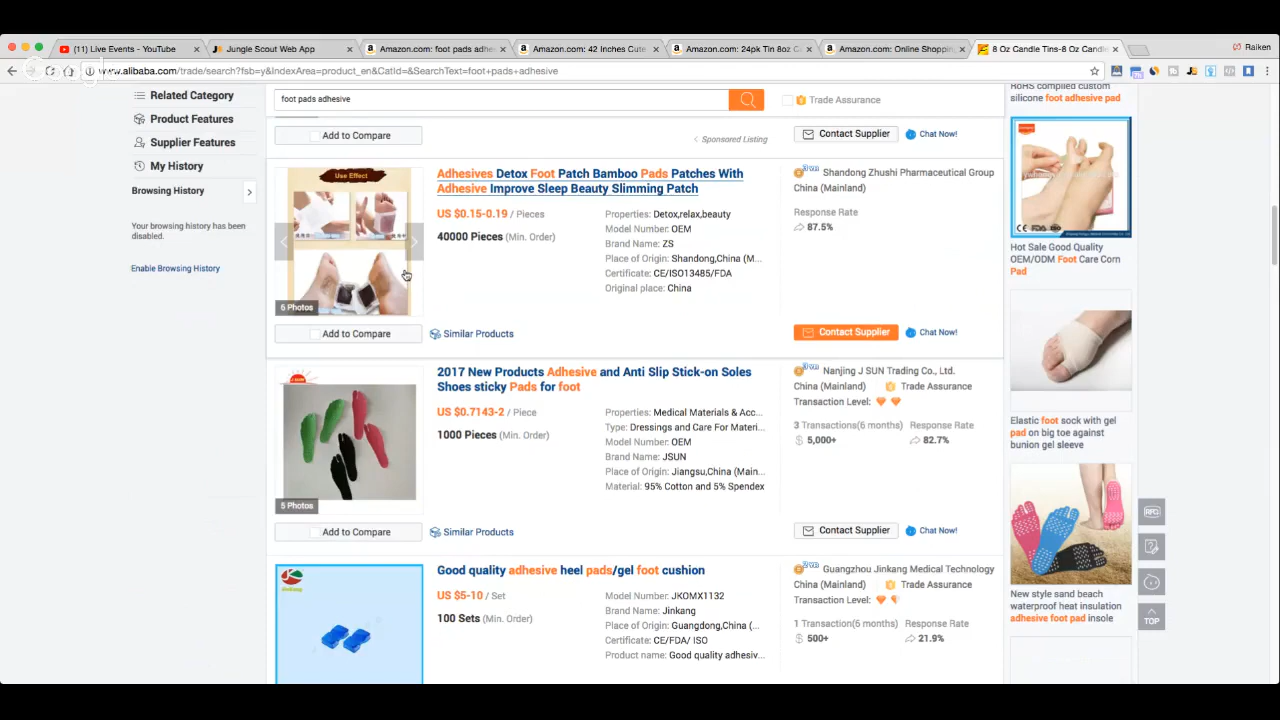 (11) Live Events - YouTube
Jungle Scout Web App
Amazon.com: foot pads adhes
Amazon.com: 42 Inches Cute
Amazon.com: 24pk Tin 8oz C
Amazon.com: Online Shoppin
8 Oz Candle Tins-8 Oz Candl
Raiken
www.alibaba.com/trade/search?fsb=y&IndexArea=product_en&CatId=&SearchText=foot+pads+adhesive
Related Category
Product Features
Supplier Features
My History
Browsing History
Your browsing history has been
disabled.
Enable Browsing History
foot pads adhesive
Trade Assurance
Add to Compare
Sponsored Listing
Contact Supplier
Chat Now!
Use Effect
6 Photos
Adhesives Detox Foot Patch Bamboo Pads Patches With
Adhesive Improve Sleep Beauty Slimming Patch
US $0.15-0.19 / Pieces
40000 Pieces (Min. Order)
Properties: Detox,relax,beauty
Model Number: OEM
Brand Name: ZS
Place of Origin: Shandong,China (M...
Certificate: CE/ISO13485/FDA
Original place: China
Shandong Zhushi Pharmaceutical Group
China (Mainland)
Response Rate
87.5%
Add to Compare
Similar Products
Contact Supplier
Chat Now!
5 Photos
2017 New Products Adhesive and Anti Slip Stick-on Soles
Shoes sticky Pads for foot
US $0.7143-2 / Piece
1000 Pieces (Min. Order)
Properties: Medical Materials & Acc...
Type: Dressings and Care For Materi...
Model Number: OEM
Brand Name: JSUN
Place of Origin: Jiangsu,China (Main...
Material: 95% Cotton and 5% Spendex
Nanjing J SUN Trading Co., Ltd.
China (Mainland) Trade Assurance
Transaction Level:
3 Transactions(6 months) Response Rate
$ 5,000+ 82.7%
Add to Compare
Similar Products
Contact Supplier
Chat Now!
Good quality adhesive heel pads/gel foot cushion
US $5-10 / Set
100 Sets (Min. Order)
Model Number: JKOMX1132
Brand Name: Jinkang
Place of Origin: Guangdong,China (...
Certificate: CE/FDA/ ISO
Product name: Good quality adhesiv...
Guangzhou Jinkang Medical Technology
China (Mainland) Trade Assurance
Transaction Level:
1 Transaction(6 months) Response Rate
$ 500+ 21.9%
RoHS complied custom
silicone foot adhesive pad
Hot Sale Good Quality
OEM/ODM Foot Care Corn
Pad
Elastic foot sock with gel
pad on big toe against
bunion gel sleeve
New style sand beach
waterproof heat insulation
adhesive foot pad insole
RFQ
TOP